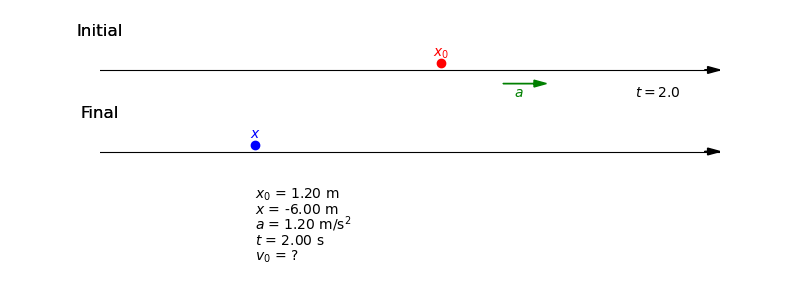 Initial
x₀
a
t = 2.0
Final
x
x₀ = 1.20 m
x = -6.00 m
a = 1.20 m/s²
t = 2.00 s
v₀ = ?